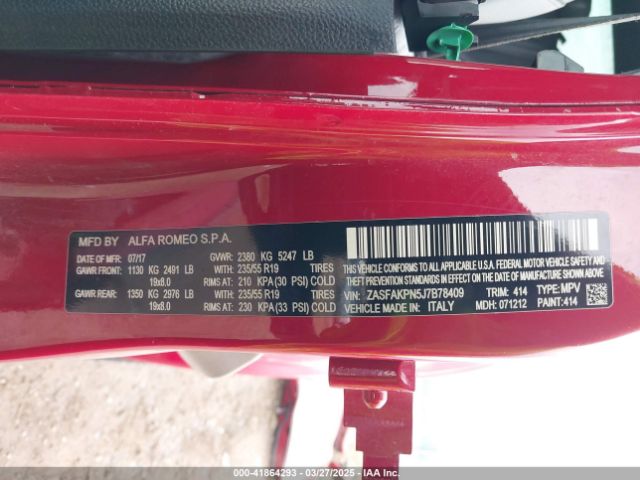 MFD BY ALFA ROMEO S.P.A.
DATE OF MFR: 07/17 GVWR: 2380 KG 5247 LB
GAWR FRONT: 1130 KG 2491 LB WITH 235/55 R19 TIRES
19x8.0 RIMS AT: 210 KPA (30 PSI) COLD
GAWR REAR: 1350 KG 2976 LB WITH 235/55 R19 TIRES
19x8.0 RIMS AT: 230 KPA (33 PSI) COLD
THIS VEHICLE CONFORMS TO ALL APPLICABLE U.S.A. FEDERAL MOTOR VEHICLE SAFETY, BUMPER, AND THEFT PREVENTION STANDARDS IN EFFECT ON THE DATE OF MANUFACTURE SHOWN ABOVE.
VIN: ZASFAKPN5J7B78409 TRIM: 414 TYPE: MPV
VEHICLE MADE IN: ITALY MDH: 071212 PAINT: 414
000-41864293 - 03/27/2025 - IAA Inc.